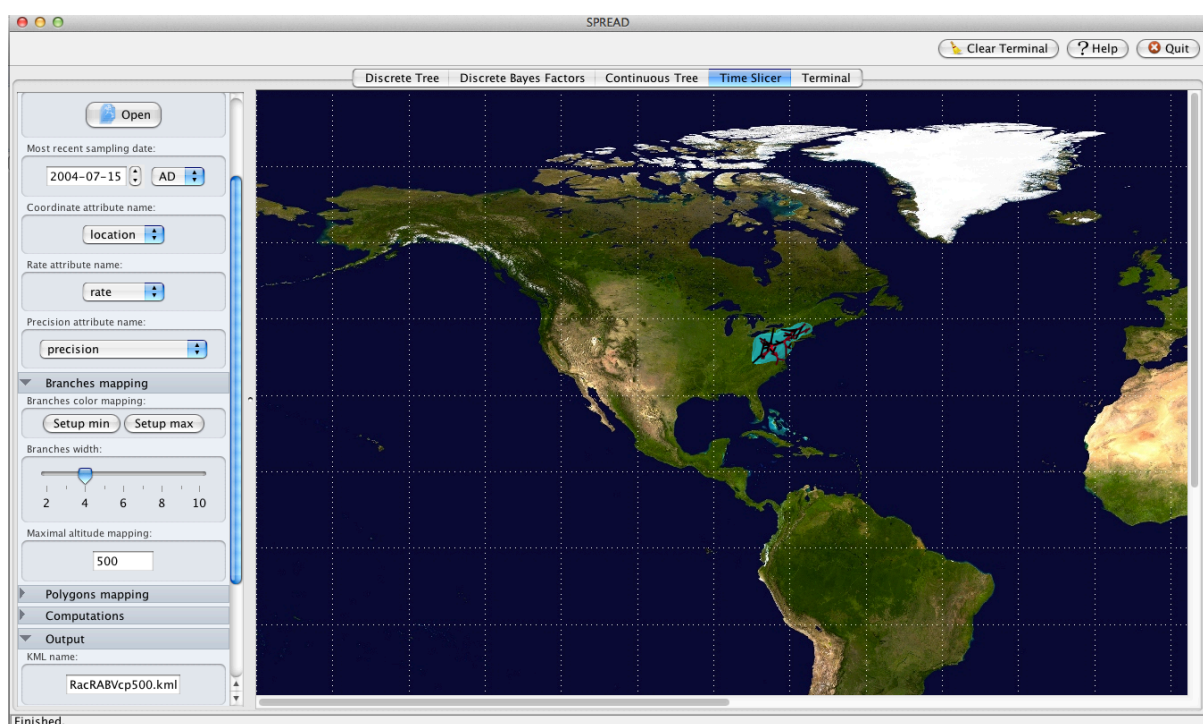 SPREAD
Clear Terminal
? Help
Quit
Discrete Tree
Discrete Bayes Factors
Continuous Tree
Time Slicer
Terminal
Open
Most recent sampling date:
2004-07-15
AD
Coordinate attribute name:
location
Rate attribute name:
rate
Precision attribute name:
precision
Branches mapping
Branches color mapping:
Setup min
Setup max
Branches width:
2 4 6 8 10
Maximal altitude mapping:
500
Polygons mapping
Computations
Output
KML name:
RacRABVcp500.kml
Finished.